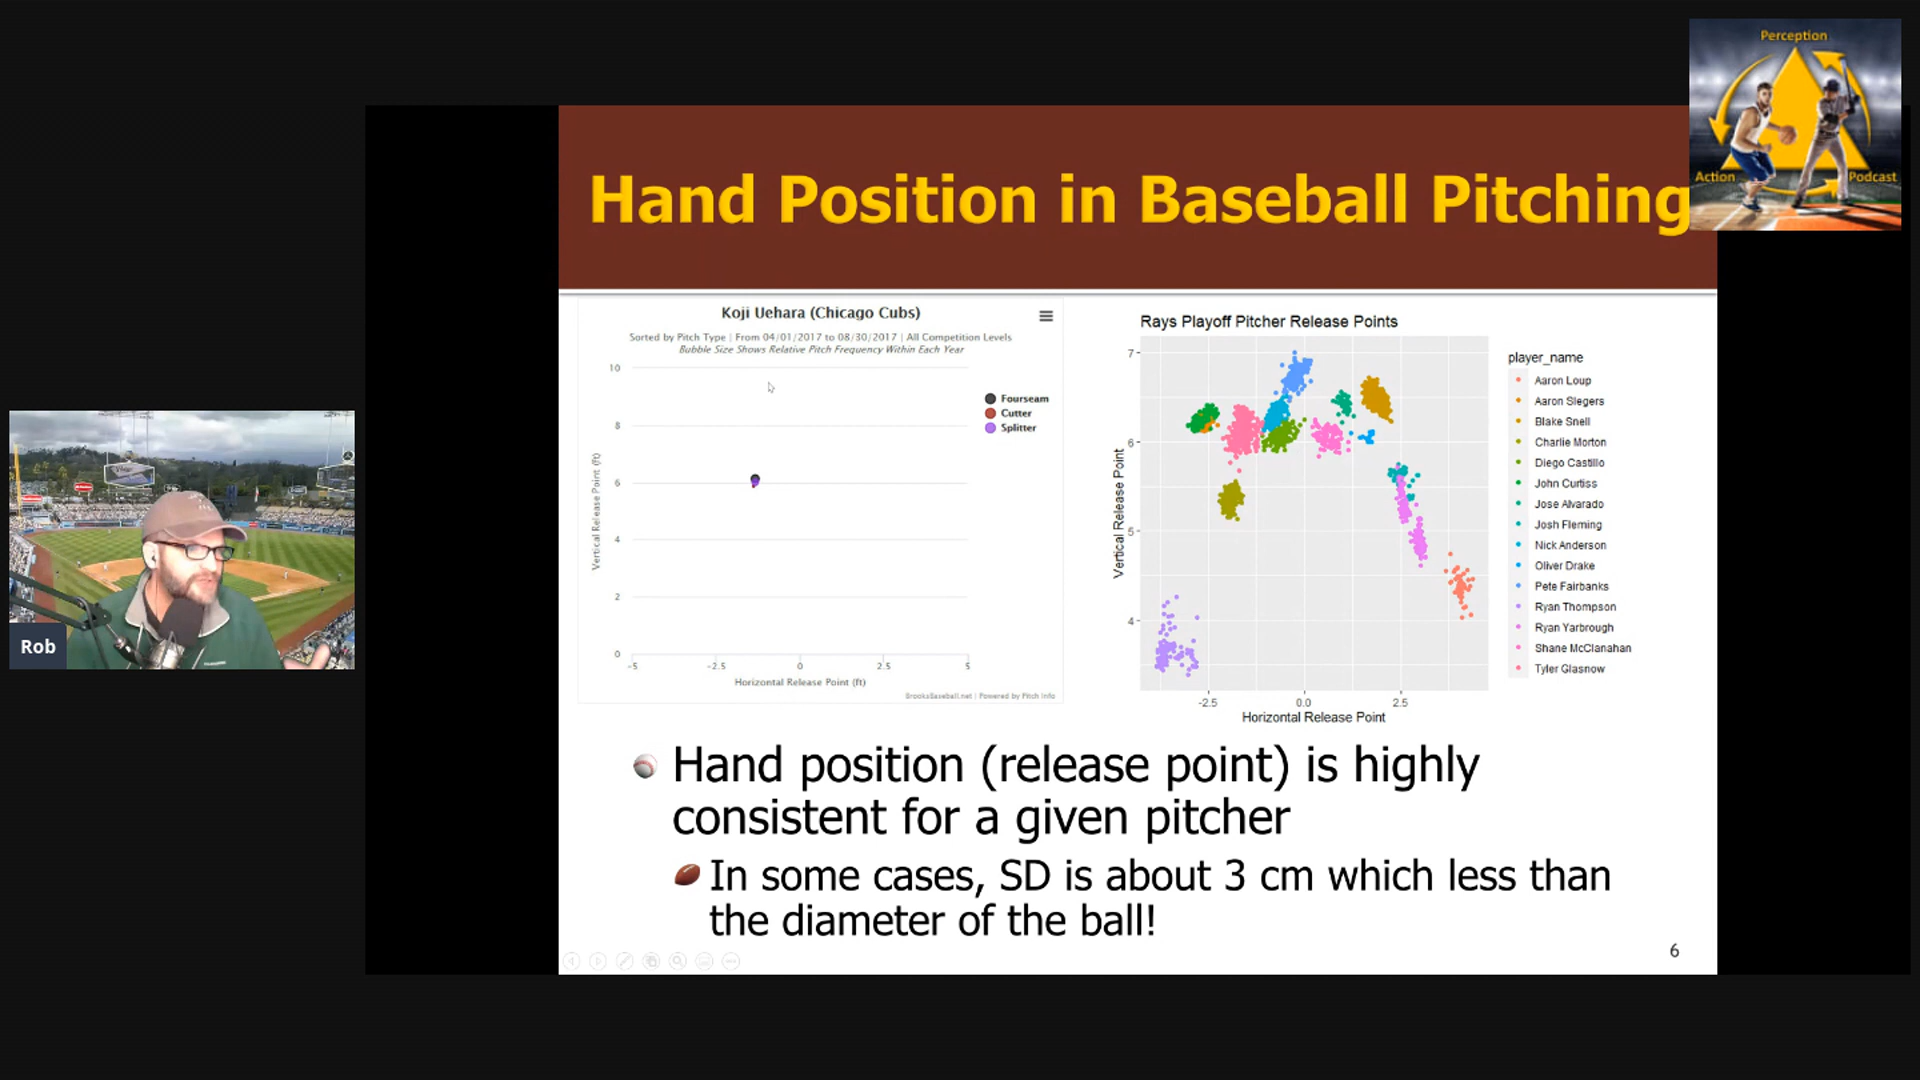 Perception
Action
Podcast
Hand Position in Baseball Pitching
Koji Uehara (Chicago Cubs)
Sorted by Pitch Type | From 04/01/2017 to 08/30/2017 | All Competition Levels
Bubble Size Shows Relative Pitch Frequency Within Each Year
10
8
6
4
2
0
-5
-2.5
0
2.5
5
Vertical Release Point (ft)
Horizontal Release Point (ft)
Fourseam
Cutter
Splitter
BrooksBaseball.net | Powered by Pitch Info
Rays Playoff Pitcher Release Points
7
6
5
4
-2.5
0.0
2.5
Vertical Release Point
Horizontal Release Point
player_name
Aaron Loup
Aaron Slegers
Blake Snell
Charlie Morton
Diego Castillo
John Curtiss
Jose Alvarado
Josh Fleming
Nick Anderson
Oliver Drake
Pete Fairbanks
Ryan Thompson
Ryan Yarbrough
Shane McClanahan
Tyler Glasnow
Rob
Hand position (release point) is highly
consistent for a given pitcher
In some cases, SD is about 3 cm which less than
the diameter of the ball!
6